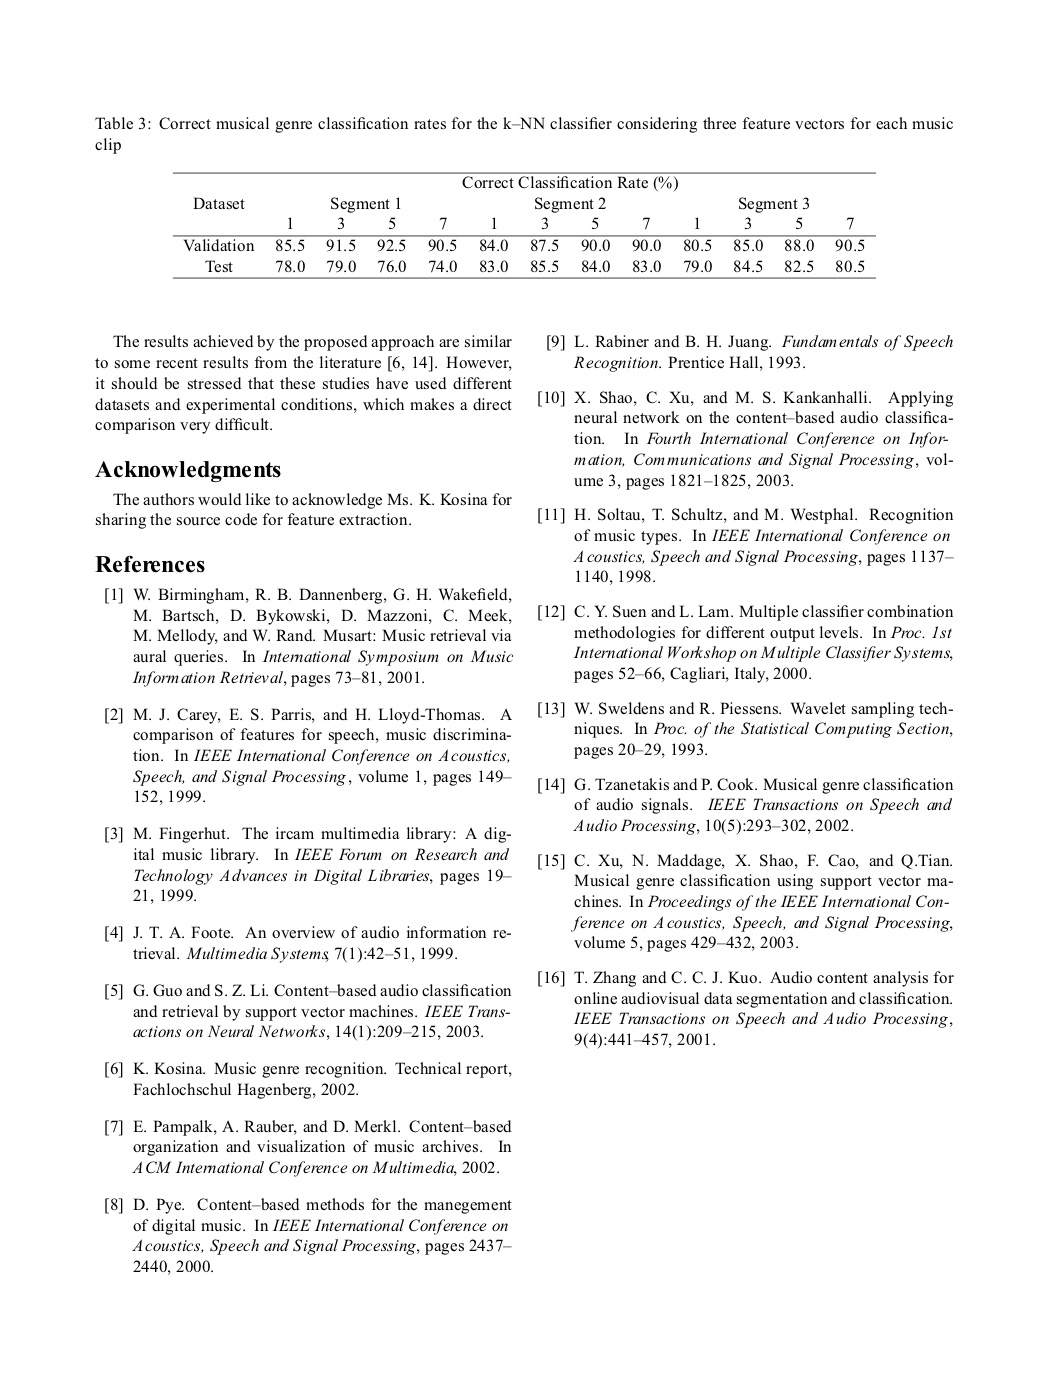 Table 3: Correct musical genre classification rates for the k–NN classifier considering three feature vectors for each music
clip
Correct Classification Rate (%)
Dataset Segment 1 Segment 2 Segment 3
1 3 5 7 1 3 5 7 1 3 5 7
Validation 85.5 91.5 92.5 90.5 84.0 87.5 90.0 90.0 80.5 85.0 88.0 90.5
Test 78.0 79.0 76.0 74.0 83.0 85.5 84.0 83.0 79.0 84.5 82.5 80.5
The results achieved by the proposed approach are similar
to some recent results from the literature [6, 14]. However,
it should be stressed that these studies have used different
datasets and experimental conditions, which makes a direct
comparison very difficult.
Acknowledgments
The authors would like to acknowledge Ms. K. Kosina for
sharing the source code for feature extraction.
References
[1] W. Birmingham, R. B. Dannenberg, G. H. Wakefield,
M. Bartsch, D. Bykowski, D. Mazzoni, C. Meek,
M. Mellody, and W. Rand. Musart: Music retrieval via
aural queries. In International Symposium on Music
Information Retrieval, pages 73–81, 2001.
[2] M. J. Carey, E. S. Parris, and H. Lloyd-Thomas. A
comparison of features for speech, music discrimina-
tion. In IEEE International Conference on Acoustics,
Speech, and Signal Processing, volume 1, pages 149–
152, 1999.
[3] M. Fingerhut. The ircam multimedia library: A dig-
ital music library. In IEEE Forum on Research and
Technology Advances in Digital Libraries, pages 19–
21, 1999.
[4] J. T. A. Foote. An overview of audio information re-
trieval. Multimedia Systems, 7(1):42–51, 1999.
[5] G. Guo and S. Z. Li. Content–based audio classification
and retrieval by support vector machines. IEEE Trans-
actions on Neural Networks, 14(1):209–215, 2003.
[6] K. Kosina. Music genre recognition. Technical report,
Fachlochschul Hagenberg, 2002.
[7] E. Pampalk, A. Rauber, and D. Merkl. Content–based
organization and visualization of music archives. In
ACM International Conference on Multimedia, 2002.
[8] D. Pye. Content–based methods for the manegement
of digital music. In IEEE International Conference on
Acoustics, Speech and Signal Processing, pages 2437–
2440, 2000.
[9] L. Rabiner and B. H. Juang. Fundamentals of Speech
Recognition. Prentice Hall, 1993.
[10] X. Shao, C. Xu, and M. S. Kankanhalli. Applying
neural network on the content–based audio classifica-
tion. In Fourth International Conference on Infor-
mation, Communications and Signal Processing, vol-
ume 3, pages 1821–1825, 2003.
[11] H. Soltau, T. Schultz, and M. Westphal. Recognition
of music types. In IEEE International Conference on
Acoustics, Speech and Signal Processing, pages 1137–
1140, 1998.
[12] C. Y. Suen and L. Lam. Multiple classifier combination
methodologies for different output levels. In Proc. 1st
International Workshop on Multiple Classifier Systems,
pages 52–66, Cagliari, Italy, 2000.
[13] W. Sweldens and R. Piessens. Wavelet sampling tech-
niques. In Proc. of the Statistical Computing Section,
pages 20–29, 1993.
[14] G. Tzanetakis and P. Cook. Musical genre classification
of audio signals. IEEE Transactions on Speech and
Audio Processing, 10(5):293–302, 2002.
[15] C. Xu, N. Maddage, X. Shao, F. Cao, and Q.Tian.
Musical genre classification using support vector ma-
chines. In Proceedings of the IEEE International Con-
ference on Acoustics, Speech, and Signal Processing,
volume 5, pages 429–432, 2003.
[16] T. Zhang and C. C. J. Kuo. Audio content analysis for
online audiovisual data segmentation and classification.
IEEE Transactions on Speech and Audio Processing,
9(4):441–457, 2001.